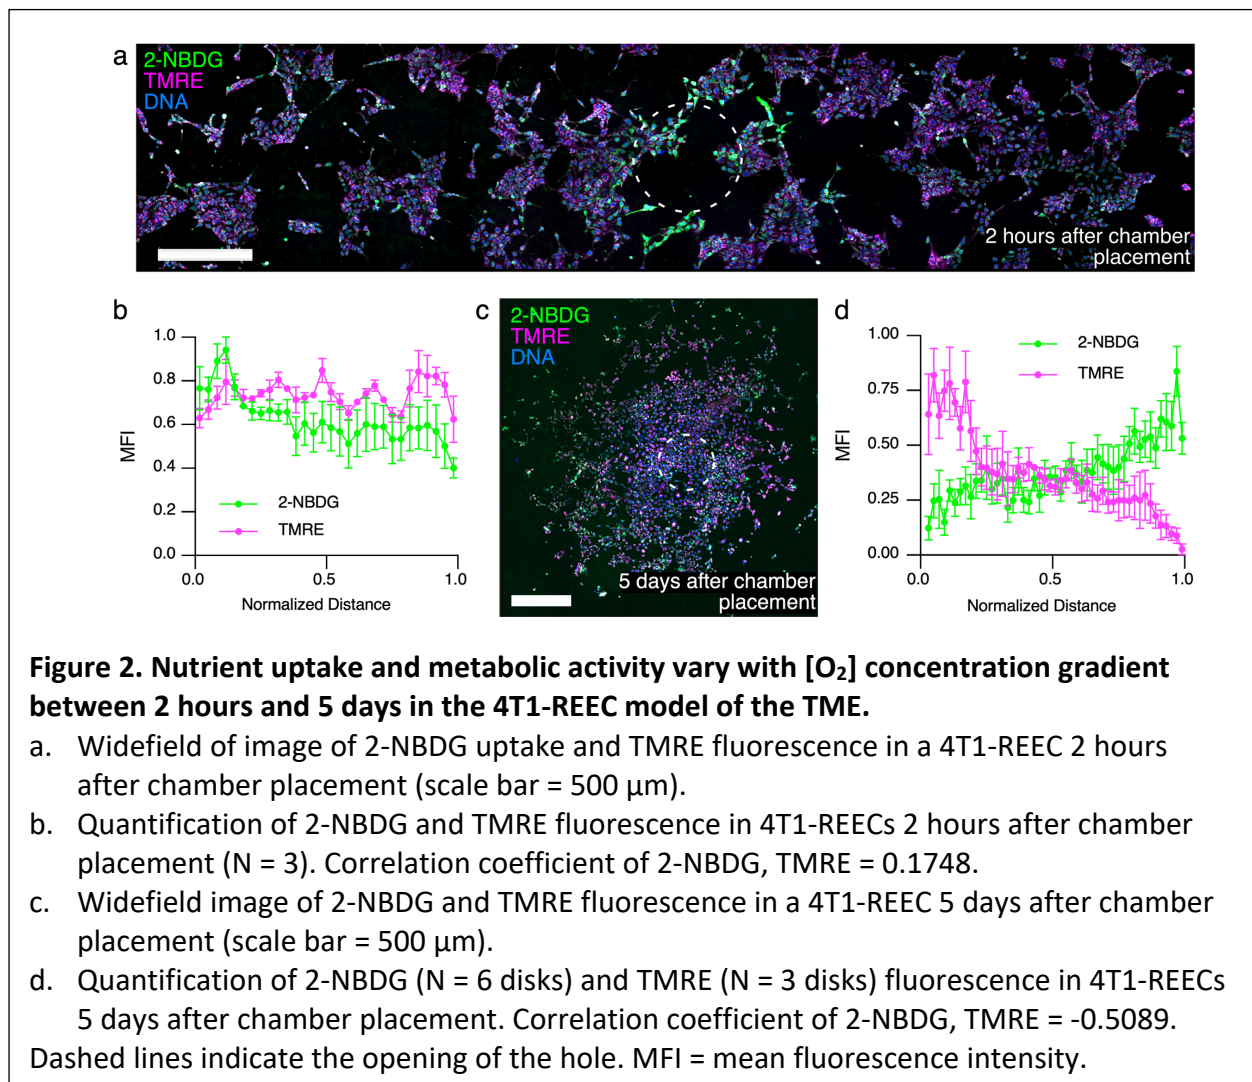 a
2-NBDG
TMRE
DNA
2 hours after chamber
placement
b
1.0
0.8
0.6
0.4
0.2
0.0
MFI
2-NBDG
TMRE
0.0
0.5
1.0
Normalized Distance
c
2-NBDG
TMRE
DNA
5 days after chamber
placement
d
1.00
0.75
0.50
0.25
0.00
MFI
2-NBDG
TMRE
0.0
0.5
1.0
Normalized Distance
Figure 2. Nutrient uptake and metabolic activity vary with [O₂] concentration gradient
between 2 hours and 5 days in the 4T1-REEC model of the TME.
a. Widefield of image of 2-NBDG uptake and TMRE fluorescence in a 4T1-REEC 2 hours
after chamber placement (scale bar = 500 µm).
b. Quantification of 2-NBDG and TMRE fluorescence in 4T1-REECs 2 hours after chamber
placement (N = 3). Correlation coefficient of 2-NBDG, TMRE = 0.1748.
c. Widefield image of 2-NBDG and TMRE fluorescence in a 4T1-REEC 5 days after chamber
placement (scale bar = 500 µm).
d. Quantification of 2-NBDG (N = 6 disks) and TMRE (N = 3 disks) fluorescence in 4T1-REECs
5 days after chamber placement. Correlation coefficient of 2-NBDG, TMRE = -0.5089.
Dashed lines indicate the opening of the hole. MFI = mean fluorescence intensity.